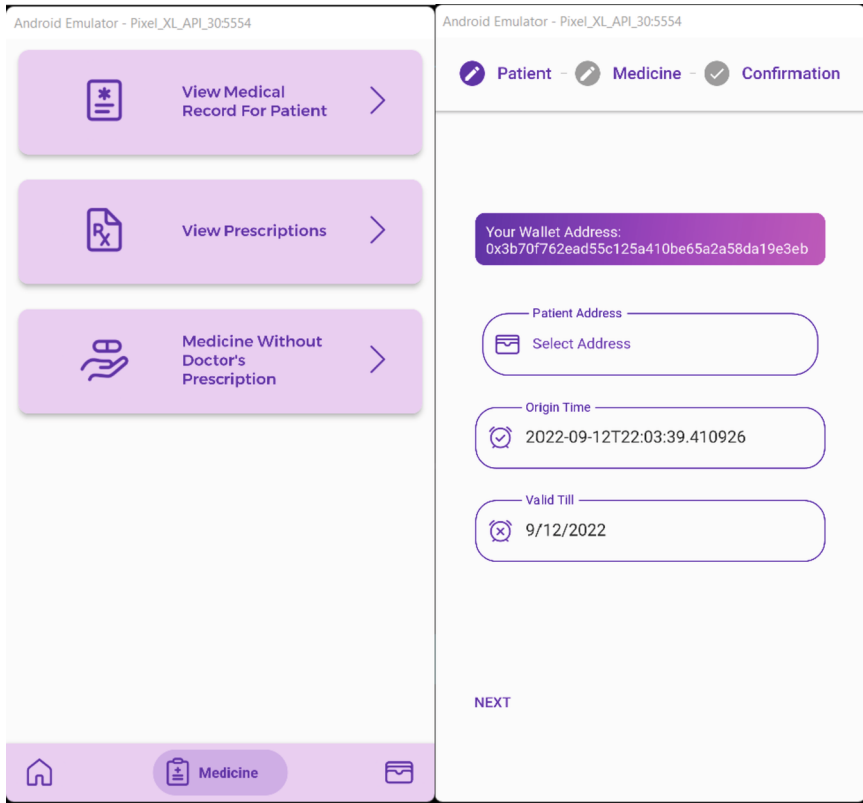 Android Emulator - Pixel_XL_API_30:5554
View Medical
Record For Patient
View Prescriptions
Medicine Without
Doctor's
Prescription
Medicine
Android Emulator - Pixel_XL_API_30:5554
Patient - Medicine - Confirmation
Your Wallet Address:
0x3b70f762ead55c125a410be65a2a58da19e3eb
Patient Address
Select Address
Origin Time
2022-09-12T22:03:39.410926
Valid Till
9/12/2022
NEXT